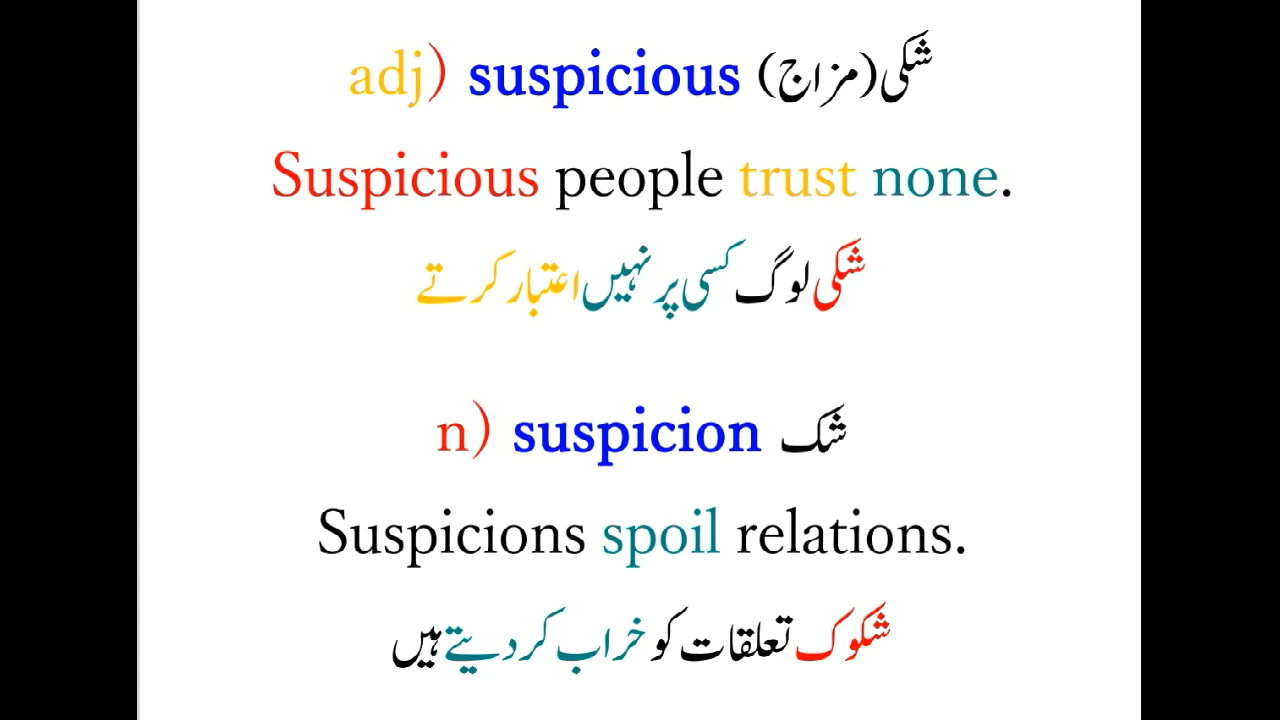 adj) suspicious شکی(مزاج)
Suspicious people trust none.
شکی لوگ کسی پر نہیں اعتبار کرتے
n) suspicion شک
Suspicions spoil relations.
شکوک تعلقات کو خراب کر دیتے ہیں